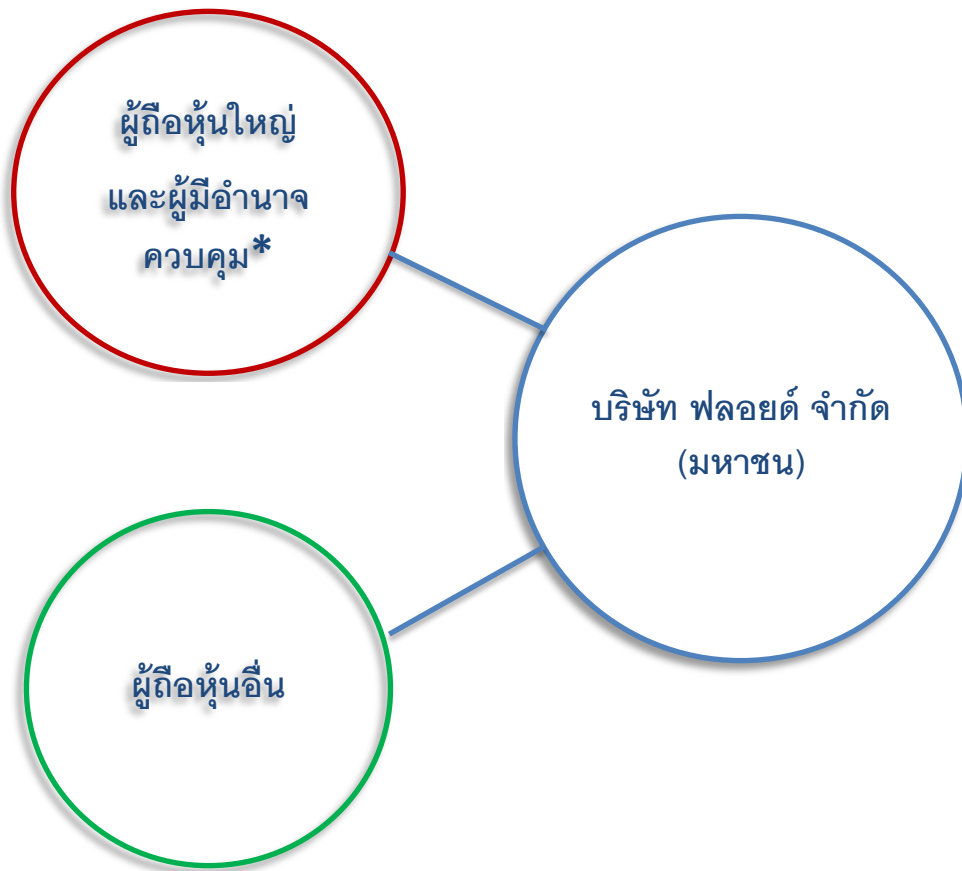 ผู้ถือหุ้นใหญ่
และผู้มีอำนาจ
ควบคุม*
บริษัท ฟลอยด์ จำกัด
(มหาชน)
ผู้ถือหุ้นอื่น